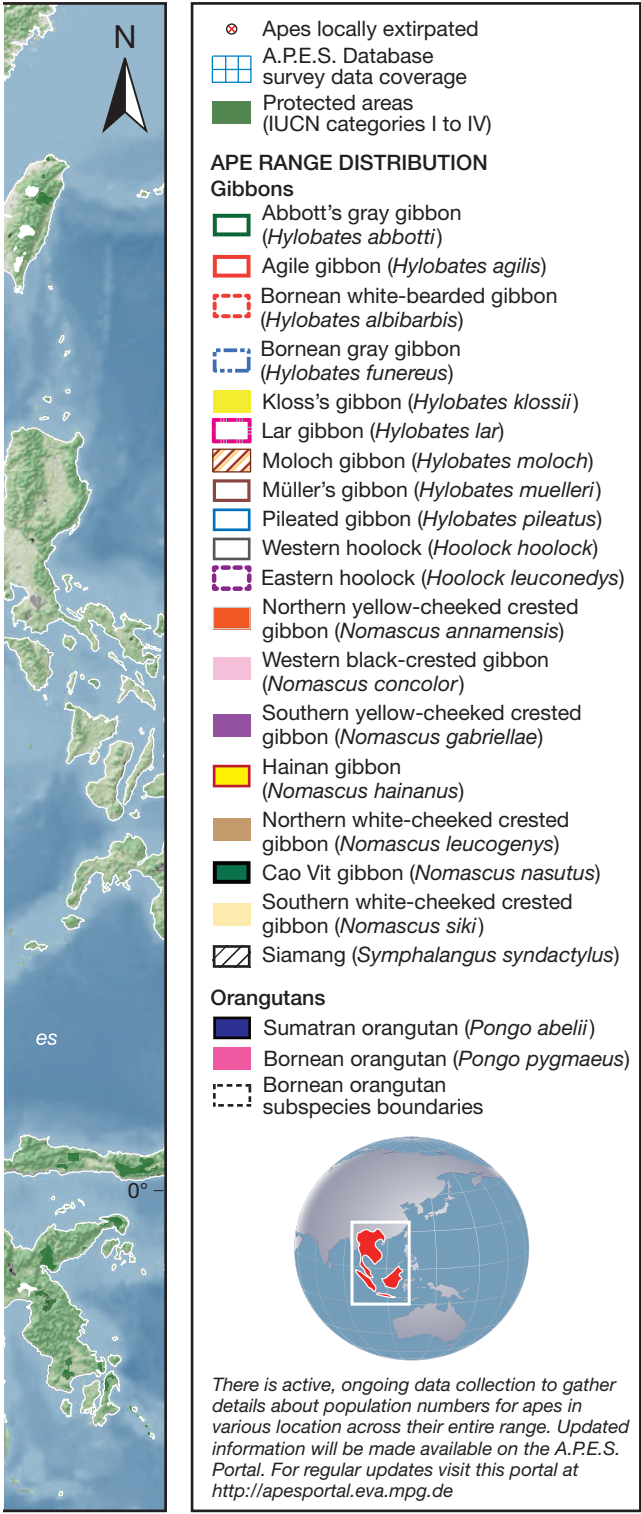 N
es
0°
Apes locally extirpated
A.P.E.S. Database
survey data coverage
Protected areas
(IUCN categories I to IV)
APE RANGE DISTRIBUTION
Gibbons
Abbott's gray gibbon
(Hylobates abbotti)
Agile gibbon (Hylobates agilis)
Bornean white-bearded gibbon
(Hylobates albibarbis)
Bornean gray gibbon
(Hylobates funereus)
Kloss's gibbon (Hylobates klossii)
Lar gibbon (Hylobates lar)
Moloch gibbon (Hylobates moloch)
Müller's gibbon (Hylobates muelleri)
Pileated gibbon (Hylobates pileatus)
Western hoolock (Hoolock hoolock)
Eastern hoolock (Hoolock leuconedys)
Northern yellow-cheeked crested
gibbon (Nomascus annamensis)
Western black-crested gibbon
(Nomascus concolor)
Southern yellow-cheeked crested
gibbon (Nomascus gabriellae)
Hainan gibbon
(Nomascus hainanus)
Northern white-cheeked crested
gibbon (Nomascus leucogenys)
Cao Vit gibbon (Nomascus nasutus)
Southern white-cheeked crested
gibbon (Nomascus siki)
Siamang (Symphalangus syndactylus)
Orangutans
Sumatran orangutan (Pongo abelii)
Bornean orangutan (Pongo pygmaeus)
Bornean orangutan
subspecies boundaries
There is active, ongoing data collection to gather
details about population numbers for apes in
various location across their entire range. Updated
information will be made available on the A.P.E.S.
Portal. For regular updates visit this portal at
http://apesportal.eva.mpg.de